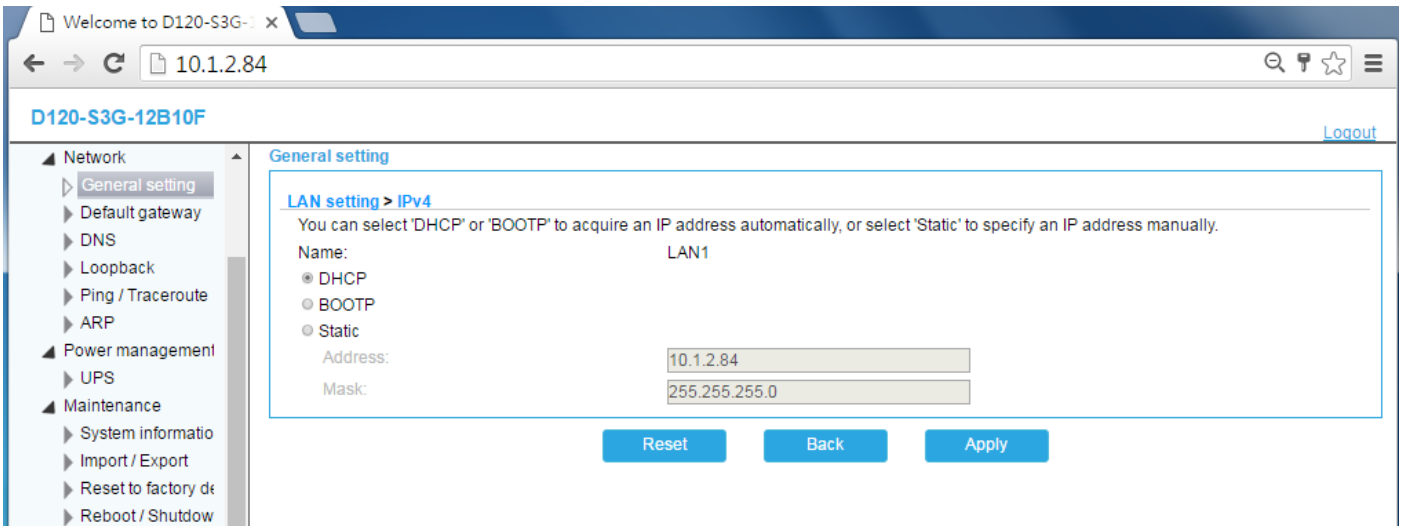 Welcome to D120-S3G-
10.1.2.84
D120-S3G-12B10F
Logout
Network
General setting
Default gateway
DNS
Loopback
Ping / Traceroute
ARP
Power management
UPS
Maintenance
System informatio
Import / Export
Reset to factory de
Reboot / Shutdow
General setting
LAN setting > IPv4
You can select 'DHCP' or 'BOOTP' to acquire an IP address automatically, or select 'Static' to specify an IP address manually.
Name: LAN1
DHCP
BOOTP
Static
Address: 10.1.2.84
Mask: 255.255.255.0
Reset Back Apply